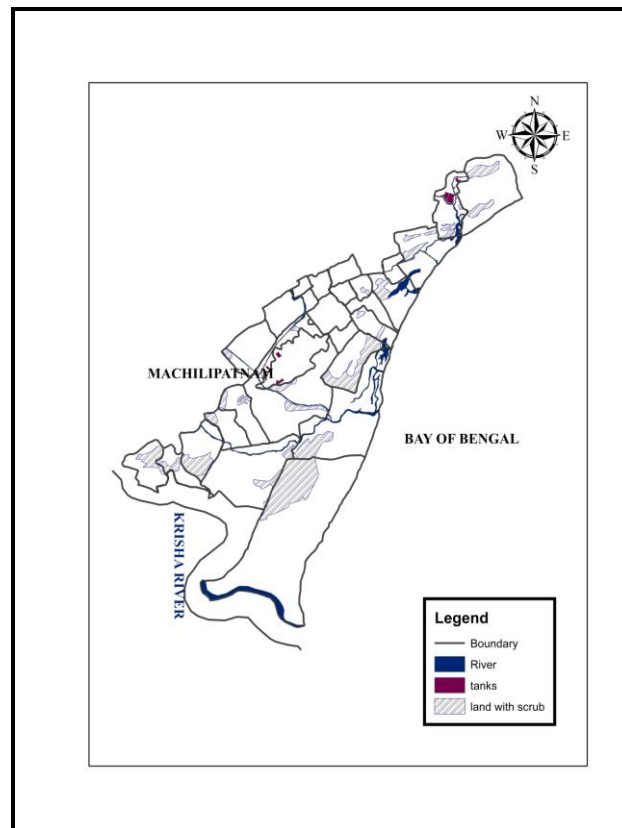 N
W E
S
MACHILIPATNAM
BAY OF BENGAL
KRISHA RIVER
Legend
Boundary
River
tanks
land with scrub